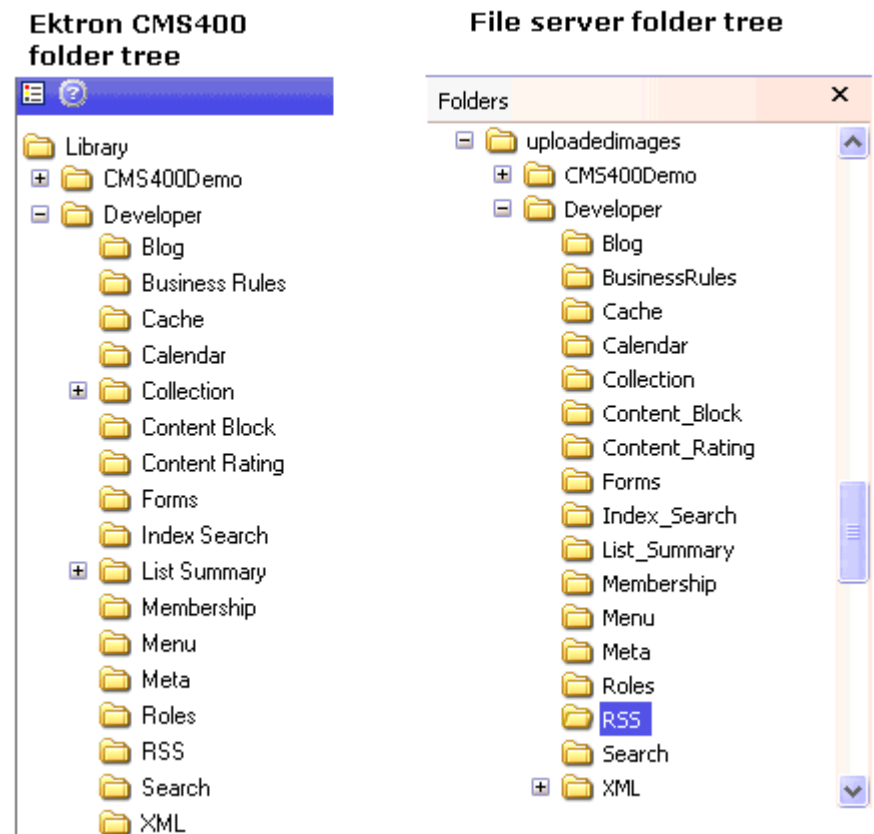 Ektron CMS400
folder tree
Library
CMS400Demo
Developer
Blog
Business Rules
Cache
Calendar
Collection
Content Block
Content Rating
Forms
Index Search
List Summary
Membership
Menu
Meta
Roles
RSS
Search
XML
File server folder tree
Folders
uploadedimages
CMS400Demo
Developer
Blog
BusinessRules
Cache
Calendar
Collection
Content_Block
Content_Rating
Forms
Index_Search
List_Summary
Membership
Menu
Meta
Roles
RSS
Search
XML